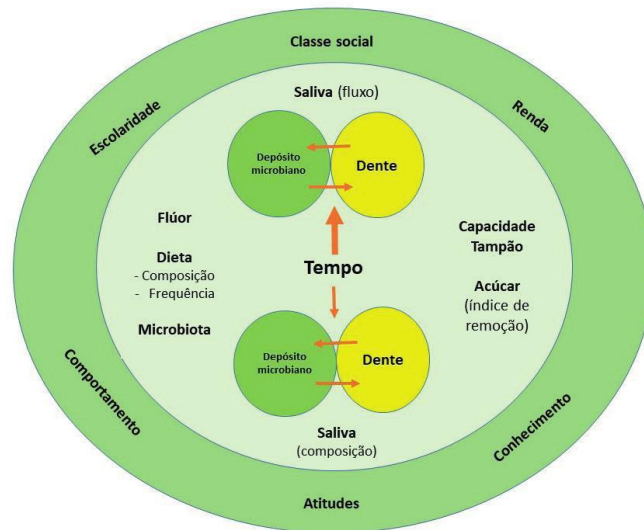 Classe social
Escolaridade
Renda
Saliva (fluxo)
Depósito
microbiano
Dente
Flúor
Dieta
- Composição
- Frequência
Microbiota
Tempo
Capacidade
Tampão
Acúcar
(índice de
remoção)
Depósito
microbiano
Dente
Saliva
(composição)
Comportamento
Conhecimento
Atitudes